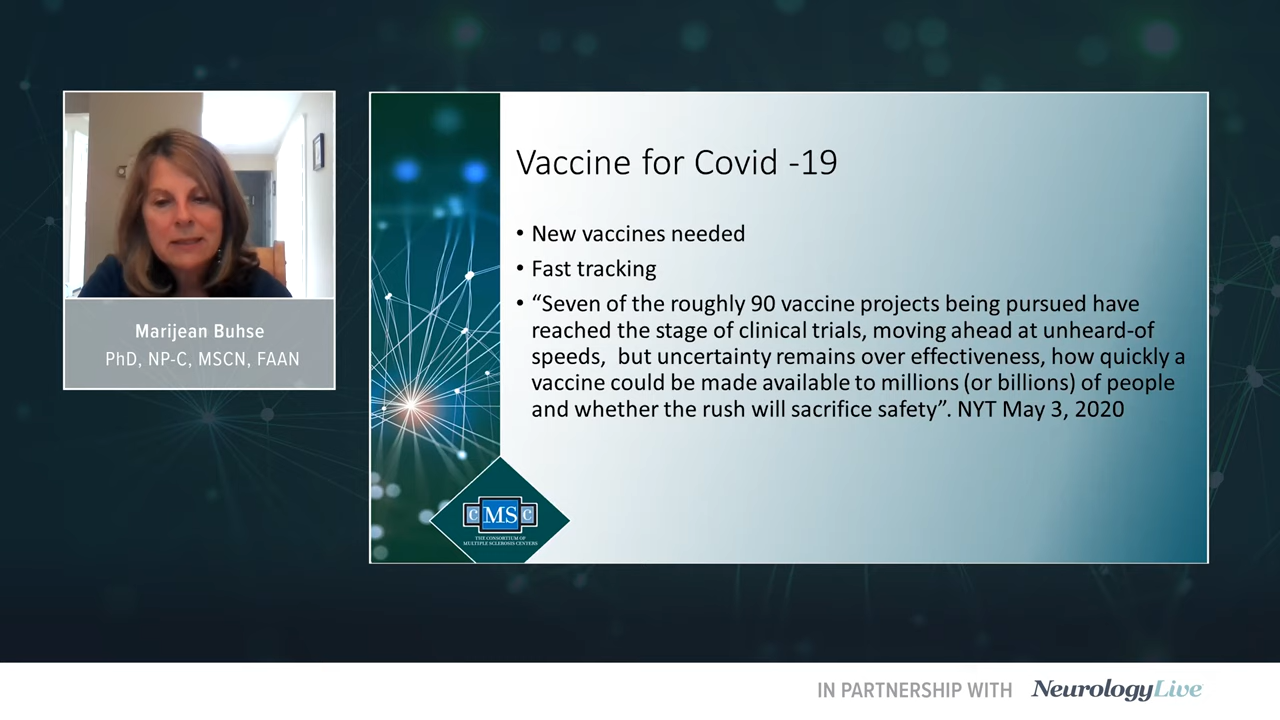 Marijean Buhse
PhD, NP-C, MSCN, FAAN
Vaccine for Covid -19
• New vaccines needed
• Fast tracking
• “Seven of the roughly 90 vaccine projects being pursued have
reached the stage of clinical trials, moving ahead at unheard-of
speeds,  but uncertainty remains over effectiveness, how quickly a
vaccine could be made available to millions (or billions) of people
and whether the rush will sacrifice safety”. NYT May 3, 2020
C MS C
THE CONSORTIUM OF
MULTIPLE SCLEROSIS CENTERS
IN PARTNERSHIP WITH NeurologyLive